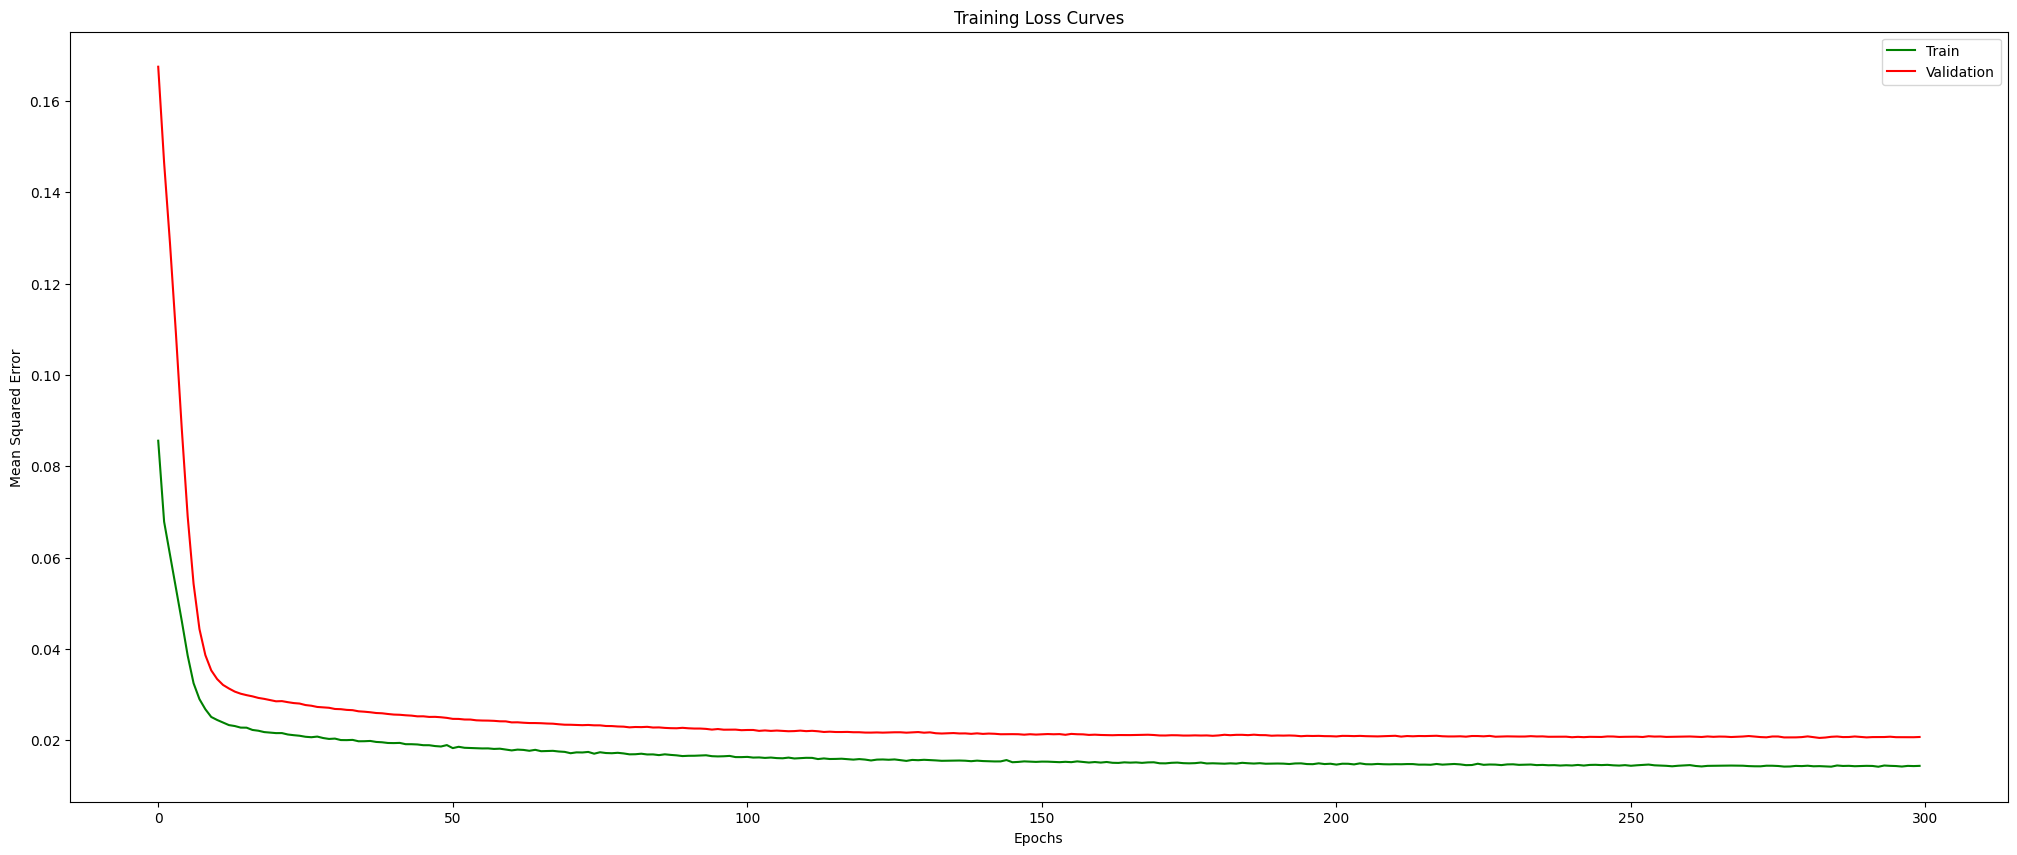 Training Loss Curves
Train
Validation
Mean Squared Error
0.16
0.14
0.12
0.10
0.08
0.06
0.04
0.02
0 50 100 150 200 250 300
Epochs